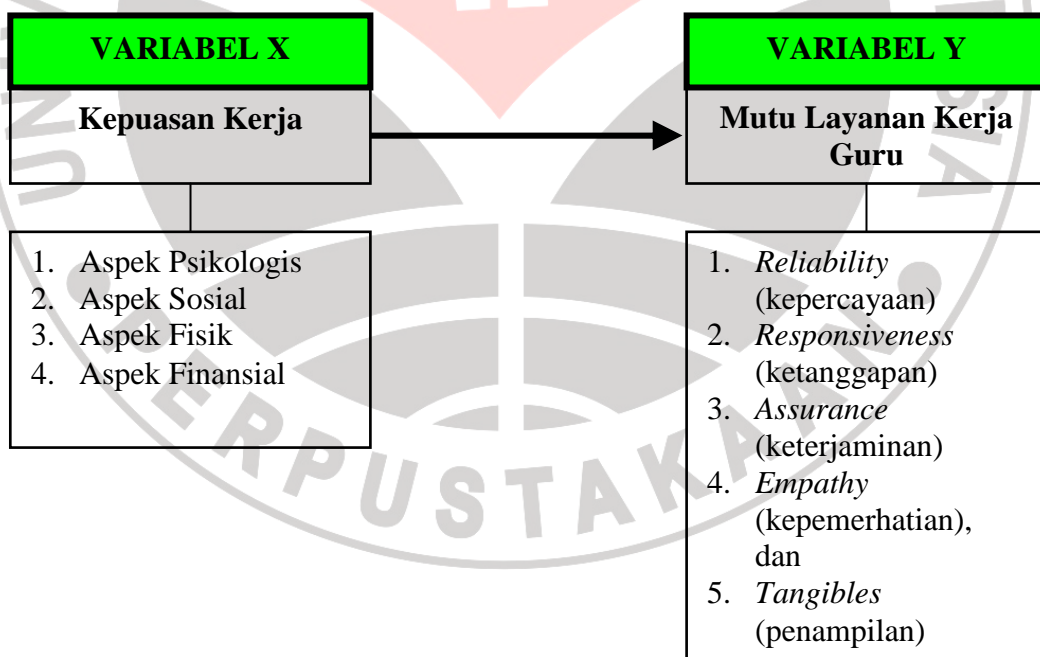 VARIABEL X
Kepuasan Kerja
1. Aspek Psikologis
2. Aspek Sosial
3. Aspek Fisik
4. Aspek Finansial
VARIABEL Y
Mutu Layanan Kerja
Guru
1. Reliability
(kepercayaan)
2. Responsiveness
(ketanggapan)
3. Assurance
(keterjaminan)
4. Empathy
(kepemerhatian),
dan
5. Tangibles
(penampilan)
PERPUSTAKAAN